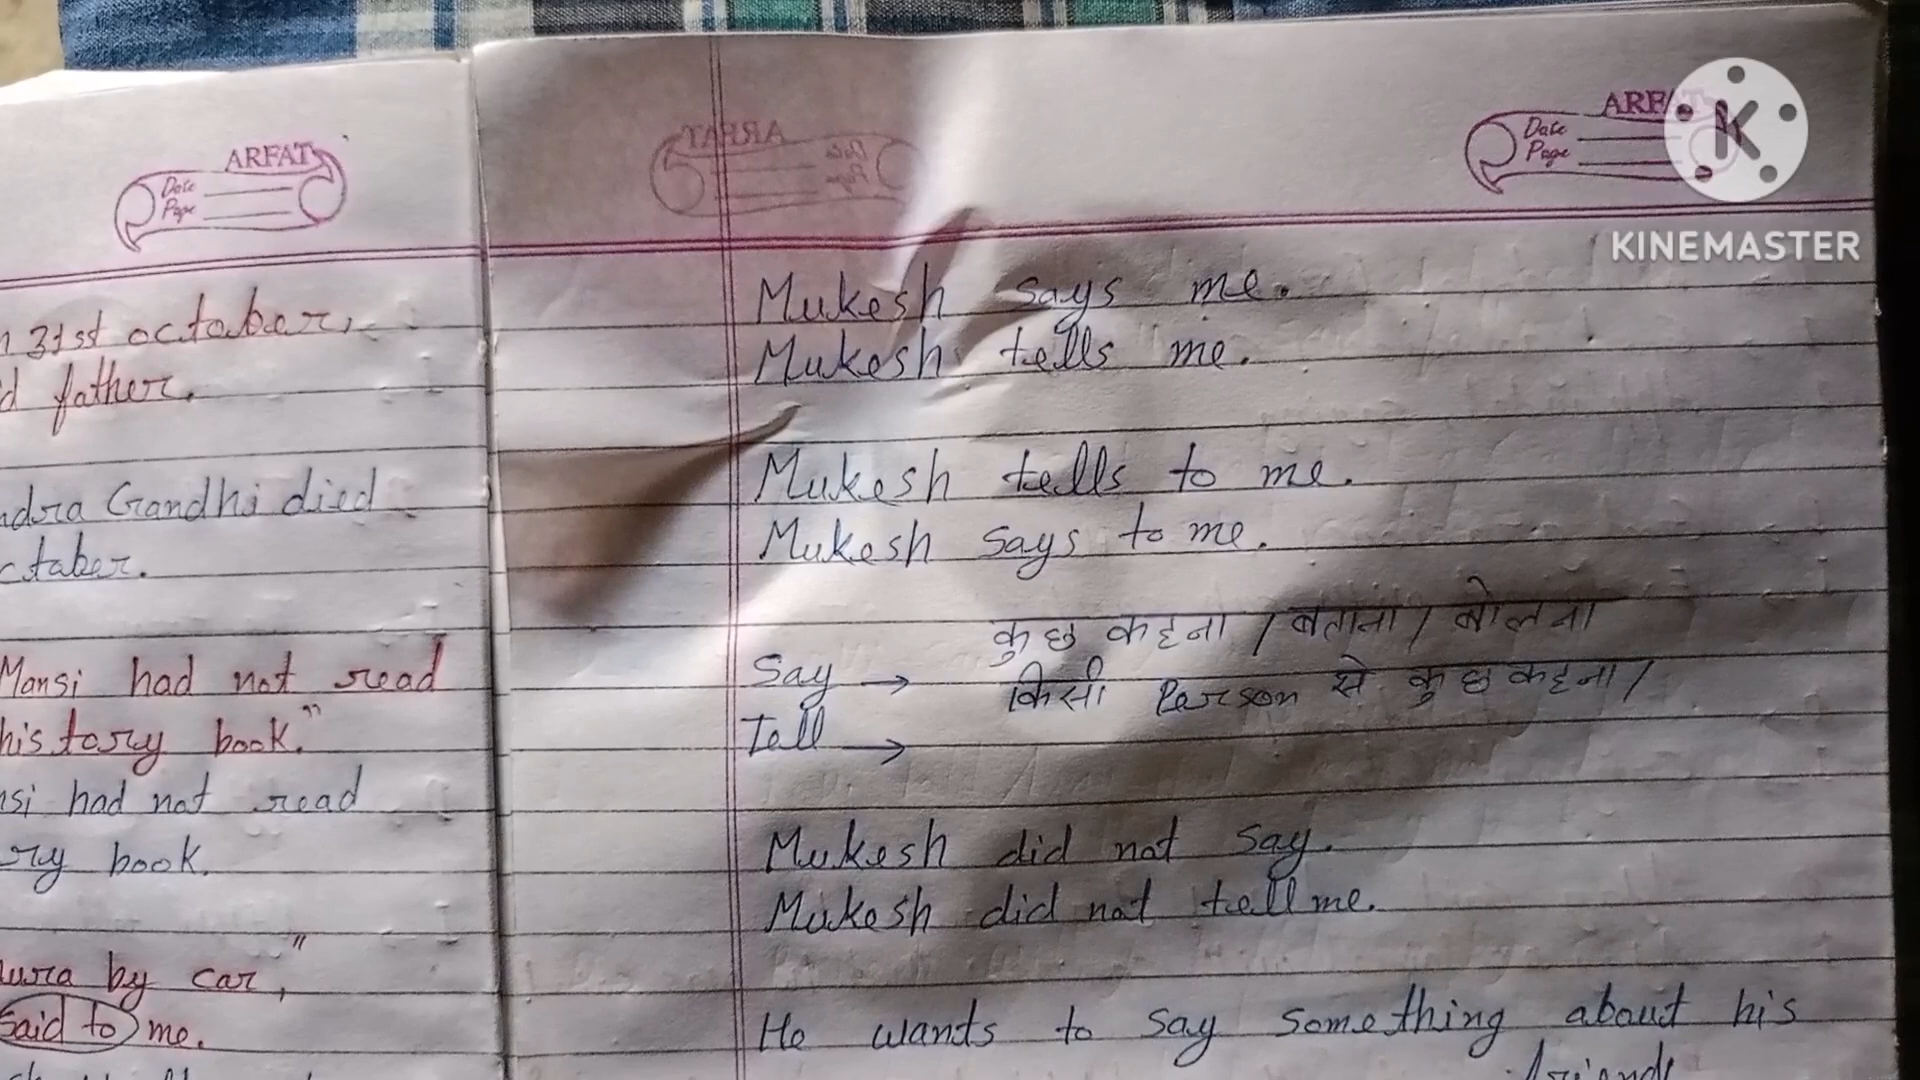 ARFAT
Date
Page
31st octaber,
father.
Gandhi died
Mansi had not read
book."
had not read
book.
by car,"
said to me.
ARFAT
Date
Page
KINEMASTER
Mukesh says me.
Mukesh tells me.
Mukesh tells to me.
Mukesh says to me.
कुछ कहना / बताना / बोलना
Say →
किसी Person से कुछ कहना /
Tell →
Mukesh did not say.
Mukesh did not tell me.
He wants to say something about his